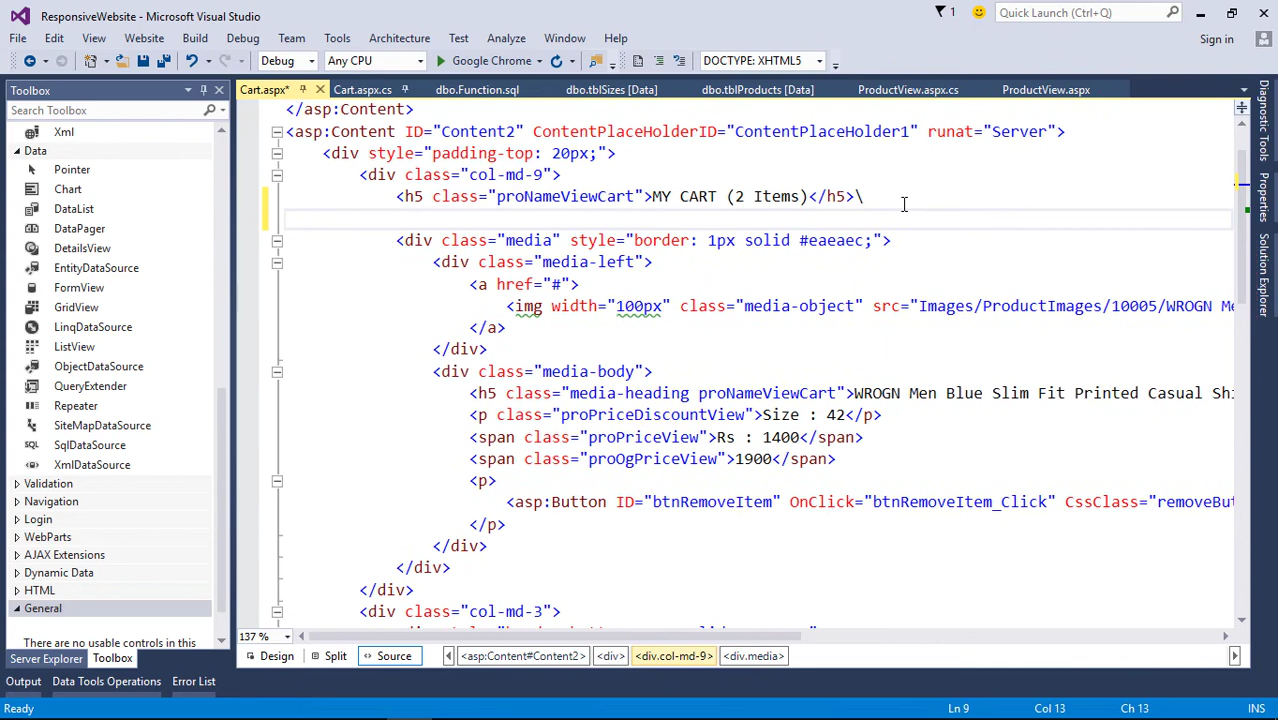 ResponsiveWebsite - Microsoft Visual Studio
1
Quick Launch (Ctrl+Q)
File Edit View Website Build Debug Team Tools Architecture Test Analyze Window Help
Sign in
Debug Any CPU Google Chrome DOCTYPE: XHTML5
Toolbox
Cart.aspx* Cart.aspx.cs dbo.Function.sql dbo.tblSizes [Data] dbo.tblProducts [Data] ProductView.aspx.cs ProductView.aspx
Search Toolbox
Xml
Data
Pointer
Chart
DataList
DataPager
DetailsView
EntityDataSource
FormView
GridView
LinqDataSource
ListView
ObjectDataSource
QueryExtender
Repeater
SiteMapDataSource
SqlDataSource
XmlDataSource
Validation
Navigation
Login
WebParts
AJAX Extensions
Dynamic Data
HTML
General
There are no usable controls in this
Server Explorer Toolbox
</asp:Content>
<asp:Content ID="Content2" ContentPlaceHolderID="ContentPlaceHolder1" runat="Server">
<div style="padding-top: 20px;">
<div class="col-md-9">
<h5 class="proNameViewCart">MY CART (2 Items)</h5>\
<div class="media" style="border: 1px solid #eaeaec;">
<div class="media-left">
<a href="#">
<img width="100px" class="media-object" src="Images/ProductImages/10005/WROGN Me
</a>
</div>
<div class="media-body">
<h5 class="media-heading proNameViewCart">WROGN Men Blue Slim Fit Printed Casual Shi
<p class="proPriceDiscountView">Size : 42</p>
<span class="proPriceView">Rs : 1400</span>
<span class="proOgPriceView">1900</span>
<p>
<asp:Button ID="btnRemoveItem" OnClick="btnRemoveItem_Click" CssClass="removeBut
</p>
</div>
</div>
</div>
<div class="col-md-3">
137 %
Design Split Source <asp:Content#Content2> <div> <div.col-md-9> <div.media>
Diagnostic Tools
Solution Explorer
Properties
Output Data Tools Operations Error List
Ready Ln 9 Col 13 Ch 13 INS